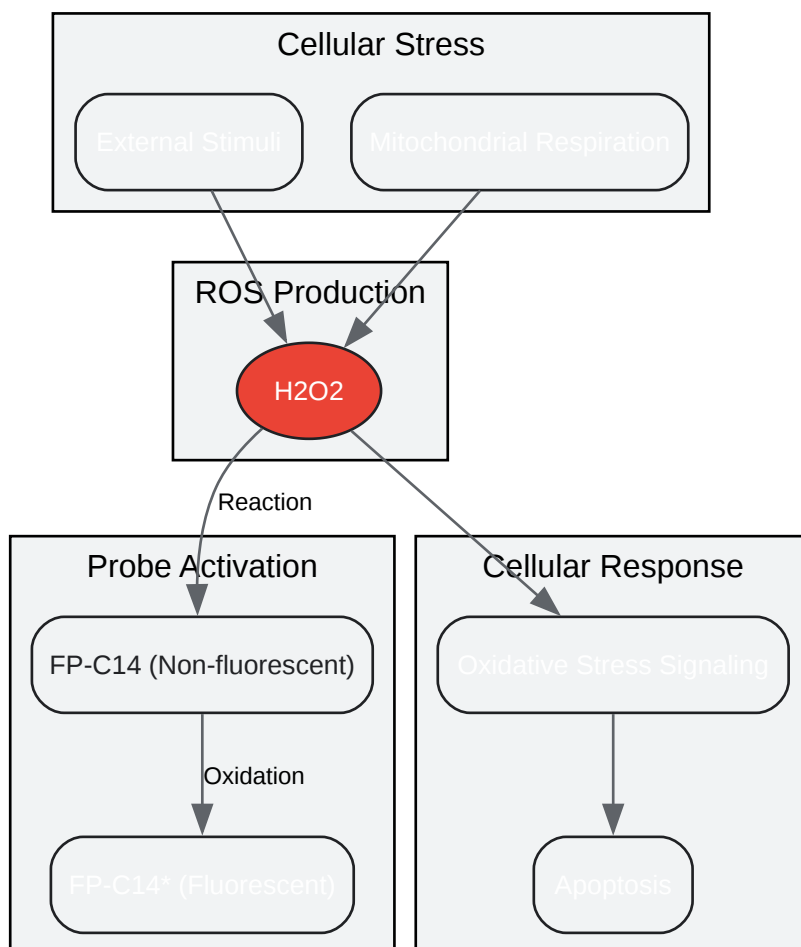 Cellular Stress
External Stimuli
Mitochondrial Respiration
ROS Production
H2O2
Reaction
Probe Activation
Cellular Response
FP-C14 (Non-fluorescent)
Oxidative Stress Signaling
Oxidation
FP-C14* (Fluorescent)
Apoptosis